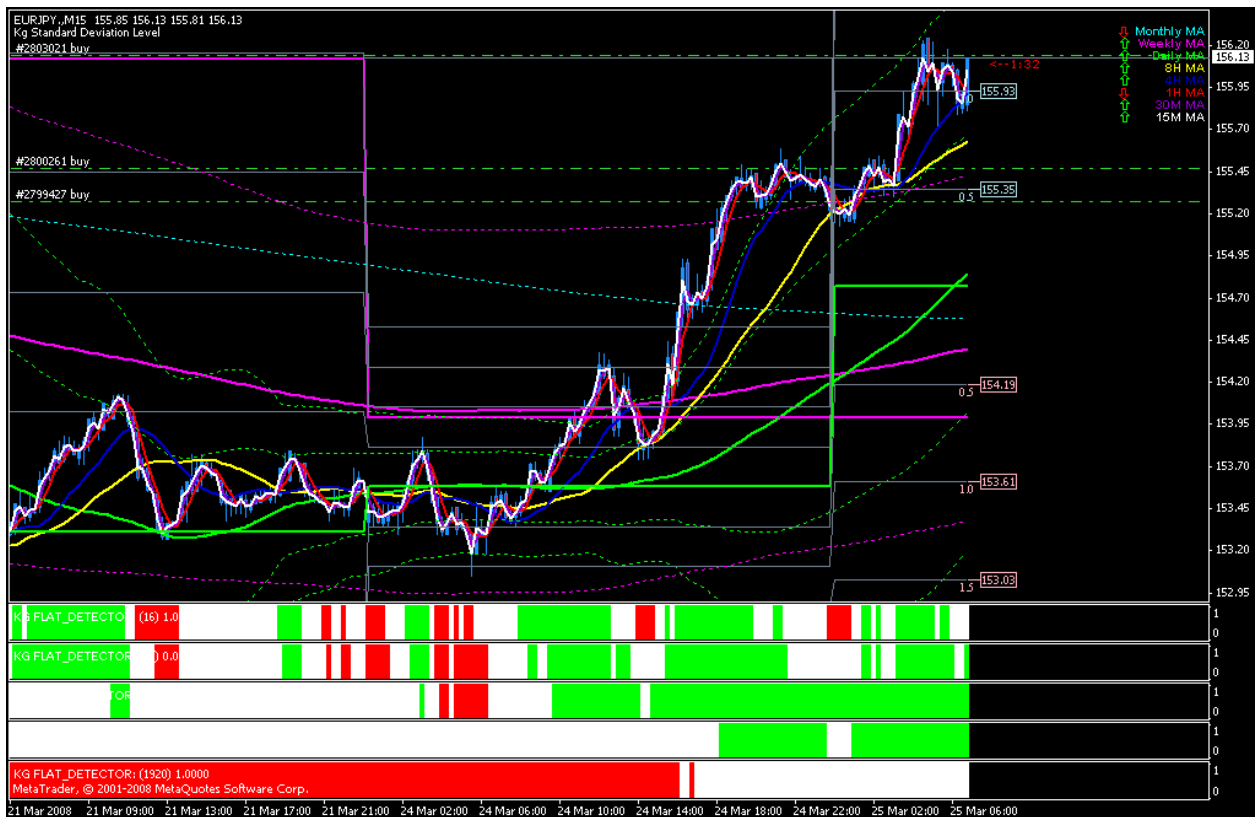 EURJPY.,M15 155.85 156.13 155.81 156.13
Kg Standard Deviation Level
#2803021 buy
#2800261 buy
#2799427 buy
Monthly MA
Weekly MA
Daily MA
8H MA
4H MA
1H MA
30M MA
15M MA
<--1:32
155.93
0.5
155.35
0.5
154.19
1.0
153.61
1.5
153.03
156.20
156.13
155.95
155.70
155.45
155.20
154.95
154.70
154.45
154.20
153.95
153.70
153.45
153.20
152.95
KG FLAT_DETECTO (16) 1.0
1
0
KG FLAT_DETECTOR ) 0.0
1
0
TOR
1
0
1
0
KG FLAT_DETECTOR: (1920) 1.0000
MetaTrader, © 2001-2008 MetaQuotes Software Corp.
1
0
21 Mar 2008 21 Mar 09:00 21 Mar 13:00 21 Mar 17:00 21 Mar 21:00 24 Mar 02:00 24 Mar 06:00 24 Mar 10:00 24 Mar 14:00 24 Mar 18:00 24 Mar 22:00 25 Mar 02:00 25 Mar 06:00